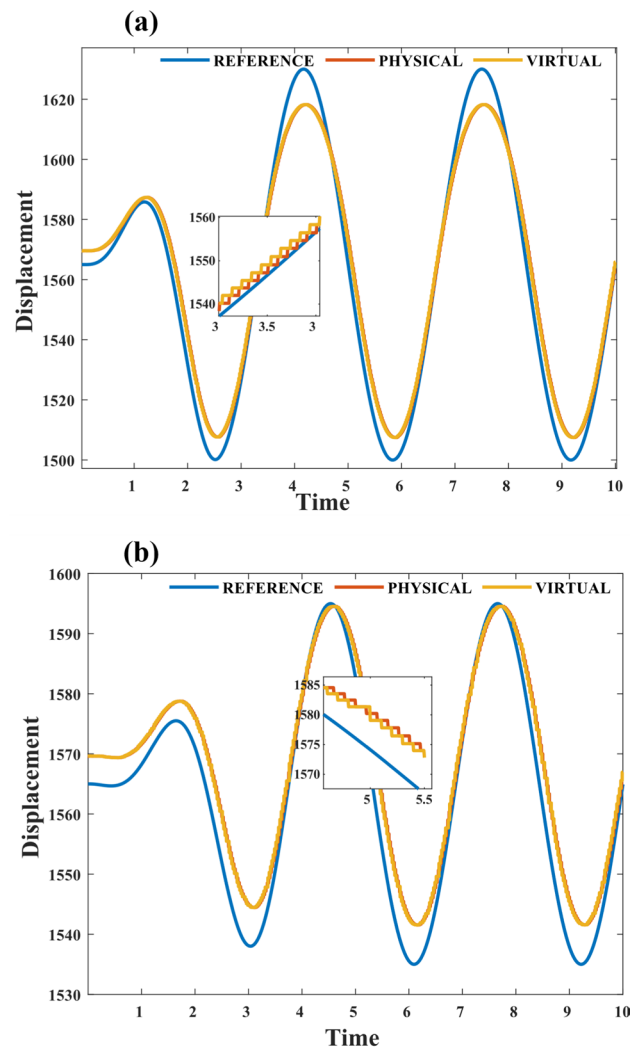 (a)
REFERENCE PHYSICAL VIRTUAL
1620
1600
1580
1560
1540
1520
1500
Displacement
1560
1550
1540
3 3.5 3
1 2 3 4 5 6 7 8 9 10
Time
(b)
REFERENCE PHYSICAL VIRTUAL
1600
1590
1580
1570
1560
1550
1540
1530
Displacement
1585
1580
1575
1570
5 5.5
1 2 3 4 5 6 7 8 9 10
Time